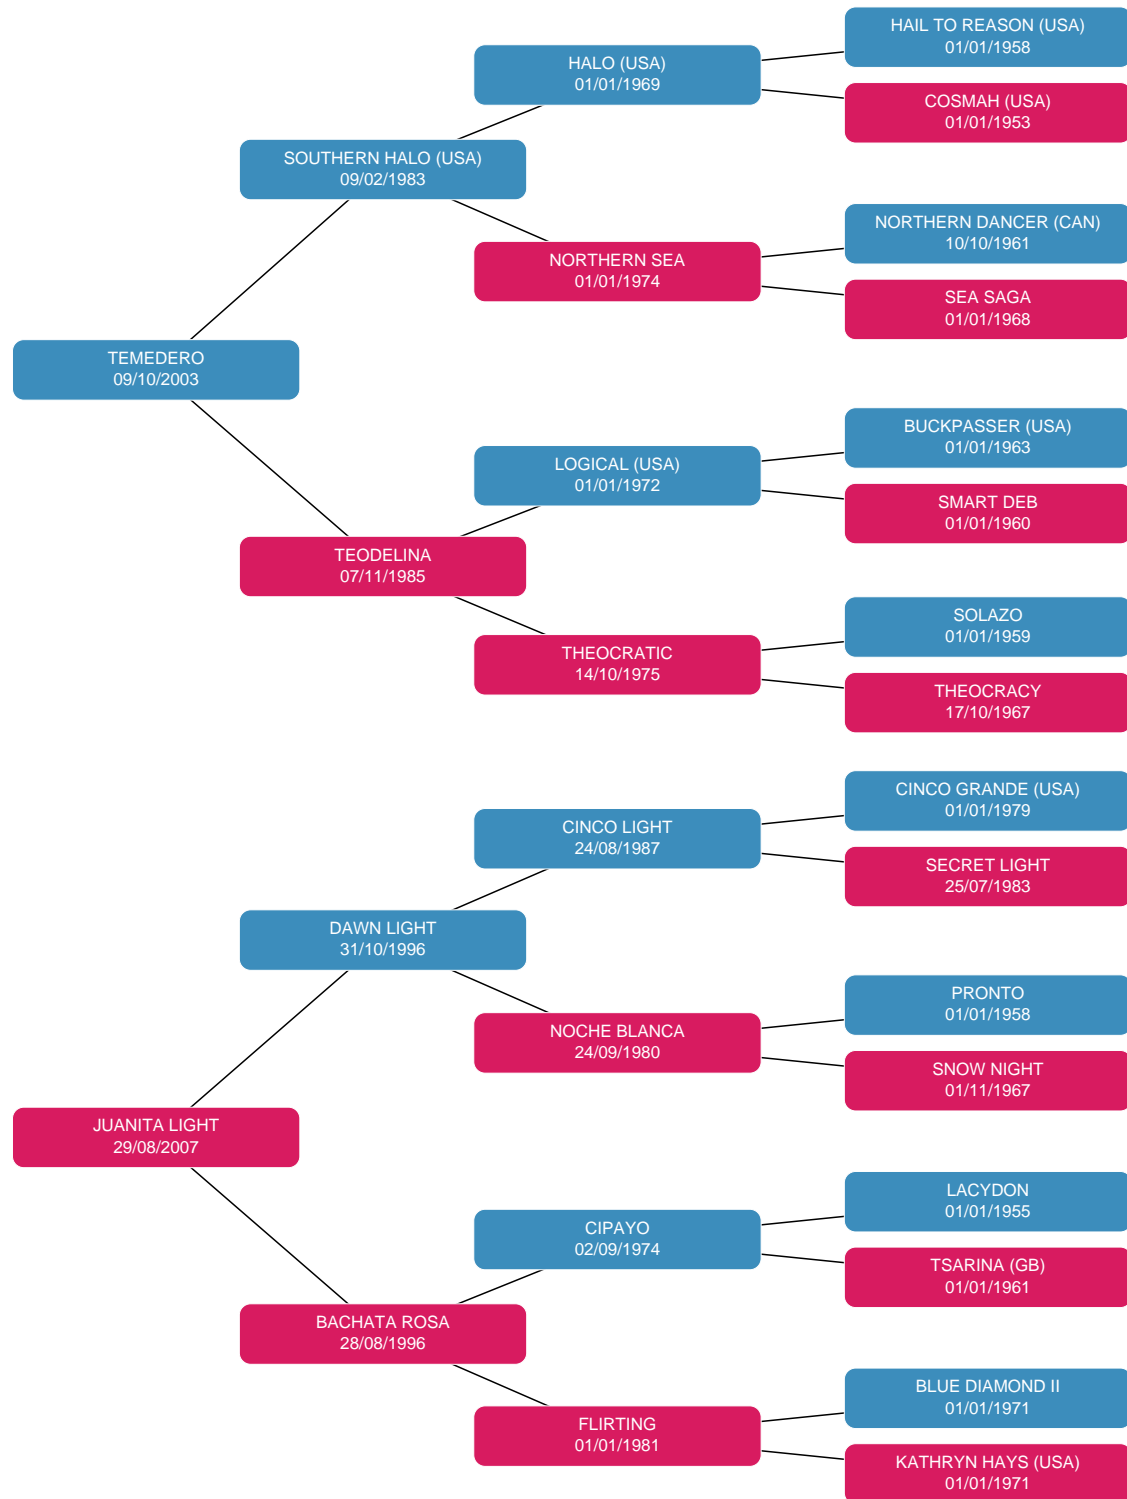 HAIL TO REASON (USA)
01/01/1958
HALO (USA)
01/01/1969
COSMAH (USA)
01/01/1953
SOUTHERN HALO (USA)
09/02/1983
NORTHERN DANCER (CAN)
10/10/1961
NORTHERN SEA
01/01/1974
SEA SAGA
01/01/1968
TEMEDERO
09/10/2003
BUCKPASSER (USA)
01/01/1963
LOGICAL (USA)
01/01/1972
SMART DEB
01/01/1960
TEODELINA
07/11/1985
SOLAZO
01/01/1959
THEOCRATIC
14/10/1975
THEOCRACY
17/10/1967
CINCO GRANDE (USA)
01/01/1979
CINCO LIGHT
24/08/1987
SECRET LIGHT
25/07/1983
DAWN LIGHT
31/10/1996
PRONTO
01/01/1958
NOCHE BLANCA
24/09/1980
SNOW NIGHT
01/11/1967
JUANITA LIGHT
29/08/2007
LACYDON
01/01/1955
CIPAYO
02/09/1974
TSARINA (GB)
01/01/1961
BACHATA ROSA
28/08/1996
BLUE DIAMOND II
01/01/1971
FLIRTING
01/01/1981
KATHRYN HAYS (USA)
01/01/1971